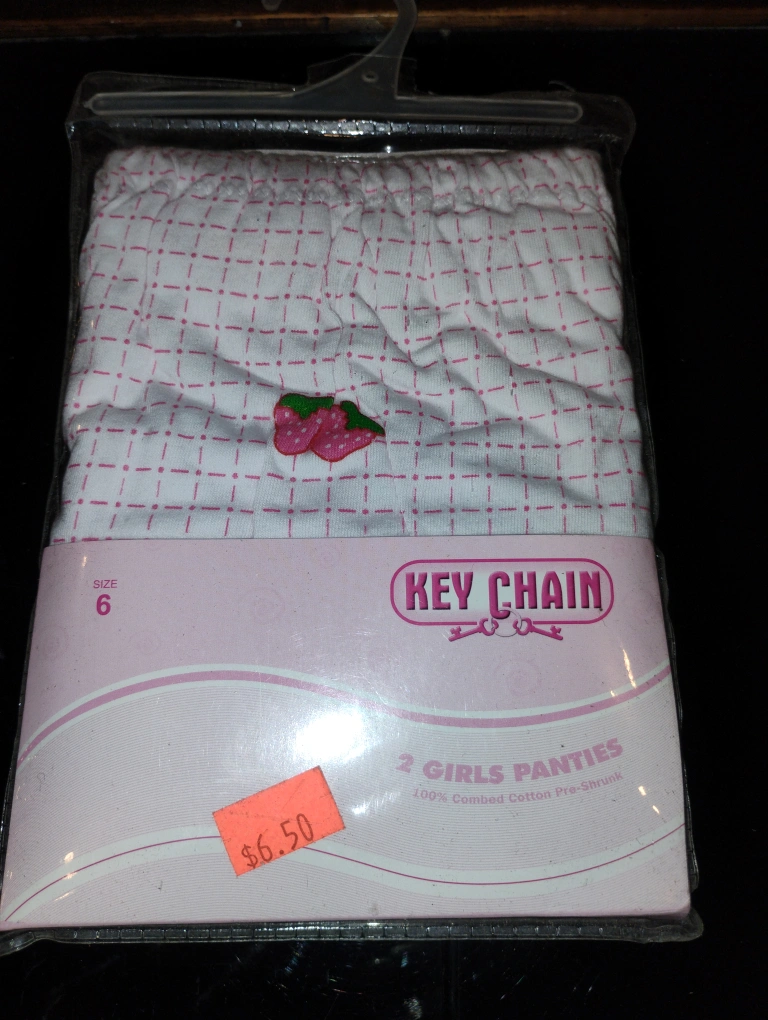 SIZE
6
KEY CHAIN
2 GIRLS PANTIES
100% Combed Cotton Pre-Shrunk
$6.50